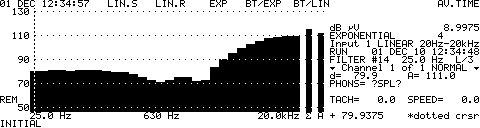 01 DEC 12:34:57 LIN.S LIN.R EXP BT/EXP BT/LIN AV.TIME
130
dB µV 8.9975
EXPONENTIAL 4
110
Input 1 LINEAR 20Hz-20kHz
RUN 01 DEC 10 12:34:48
FILTER #14 25.0 Hz L/3
90
Channel 1 of 1 NORMAL
d= 79.9 A= 111.0
70
PHONS= ?SPL?
REM
50
TACH= 0.0 SPEED= 0.0
25.0 Hz 630 Hz 20.0kHz Σ A
+ 79.9375 *dotted crsr
INITIAL